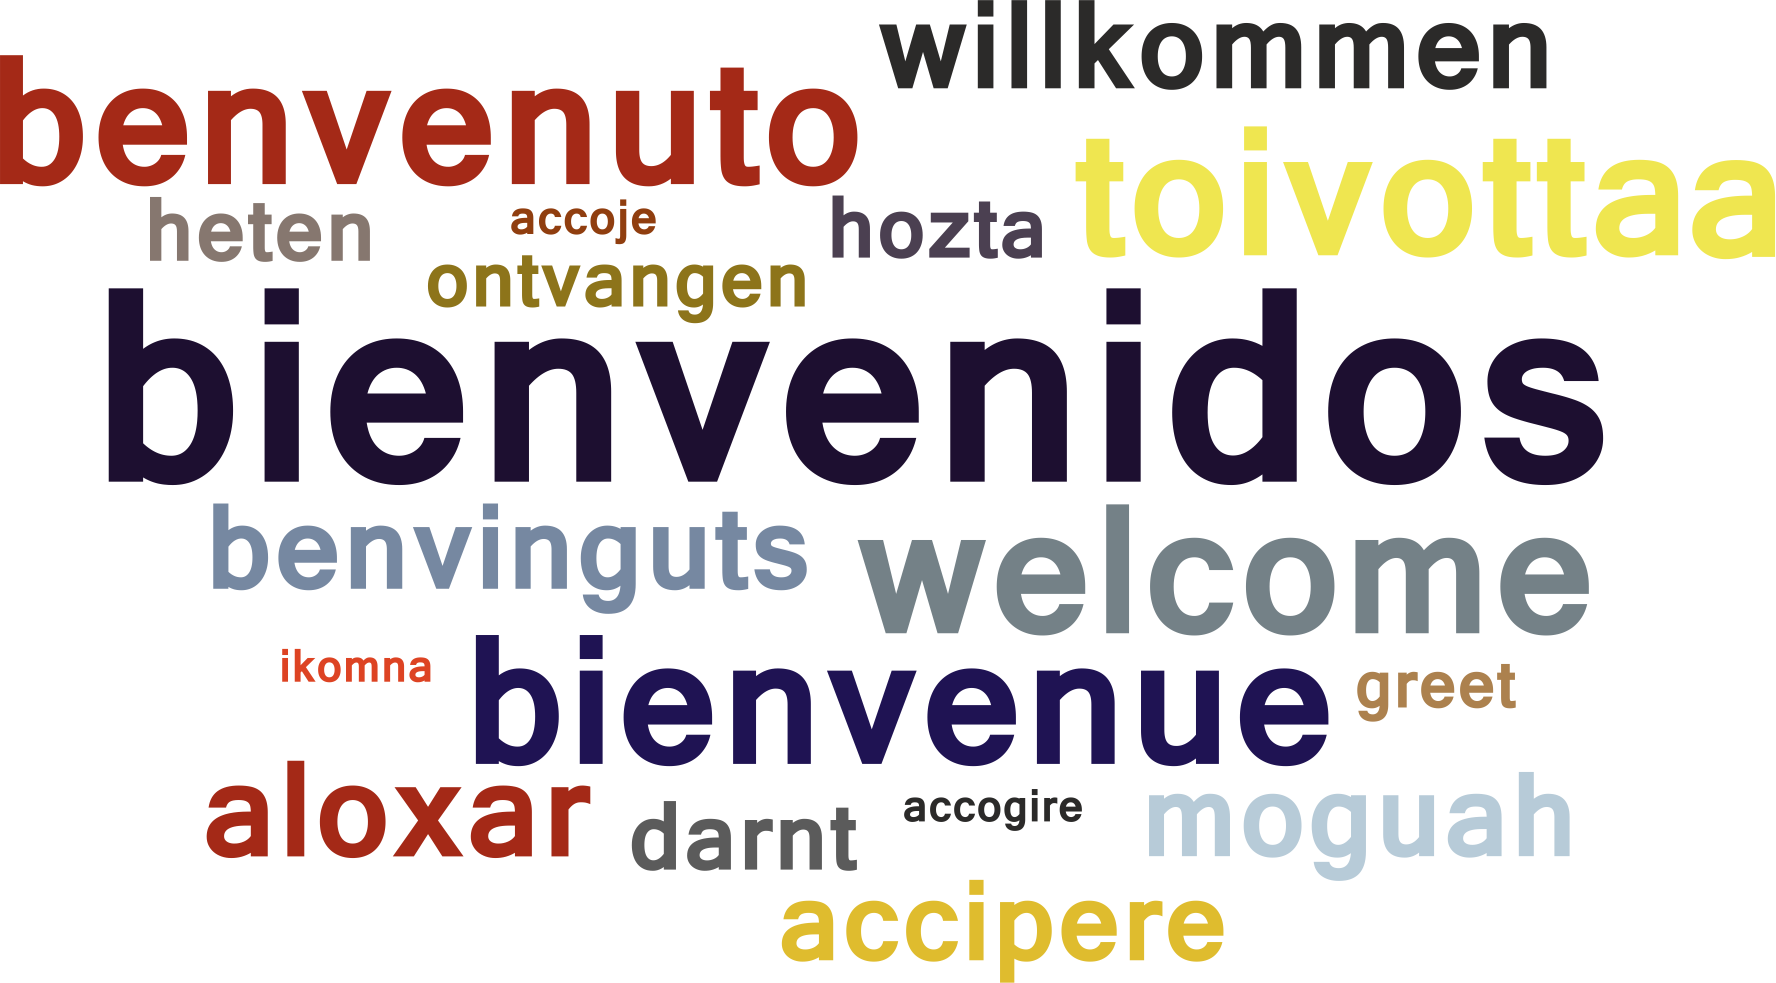 willkommen
benvenuto
toivottaa
heten
accoje
hozta
ontvangen
bienvenidos
benvinguts
welcome
ikomna
bienvenue
greet
aloxar
darnt
accogire
moguah
accipere